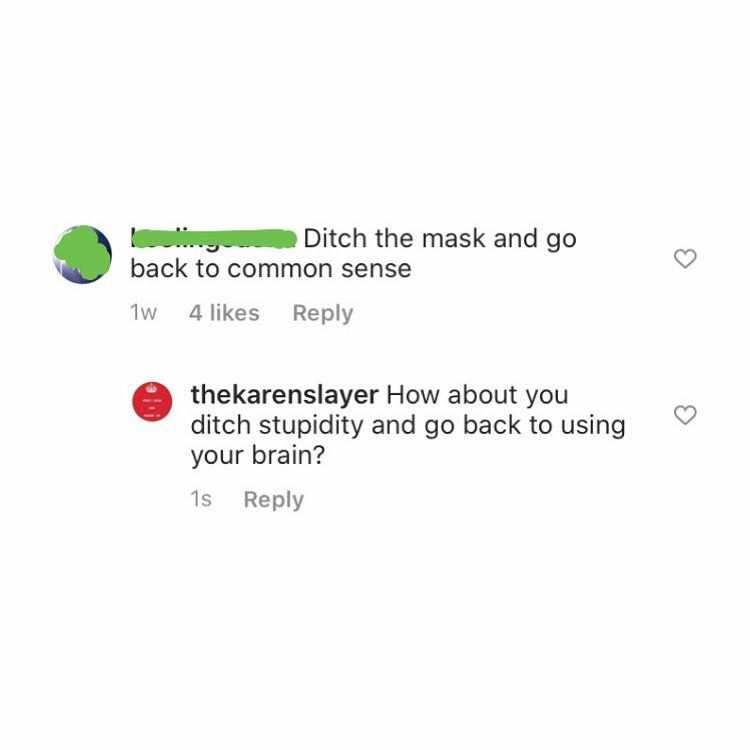 Ditch the mask and go
back to common sense
1w 4 likes Reply
thekarenslayer How about you
ditch stupidity and go back to using
your brain?
1s Reply